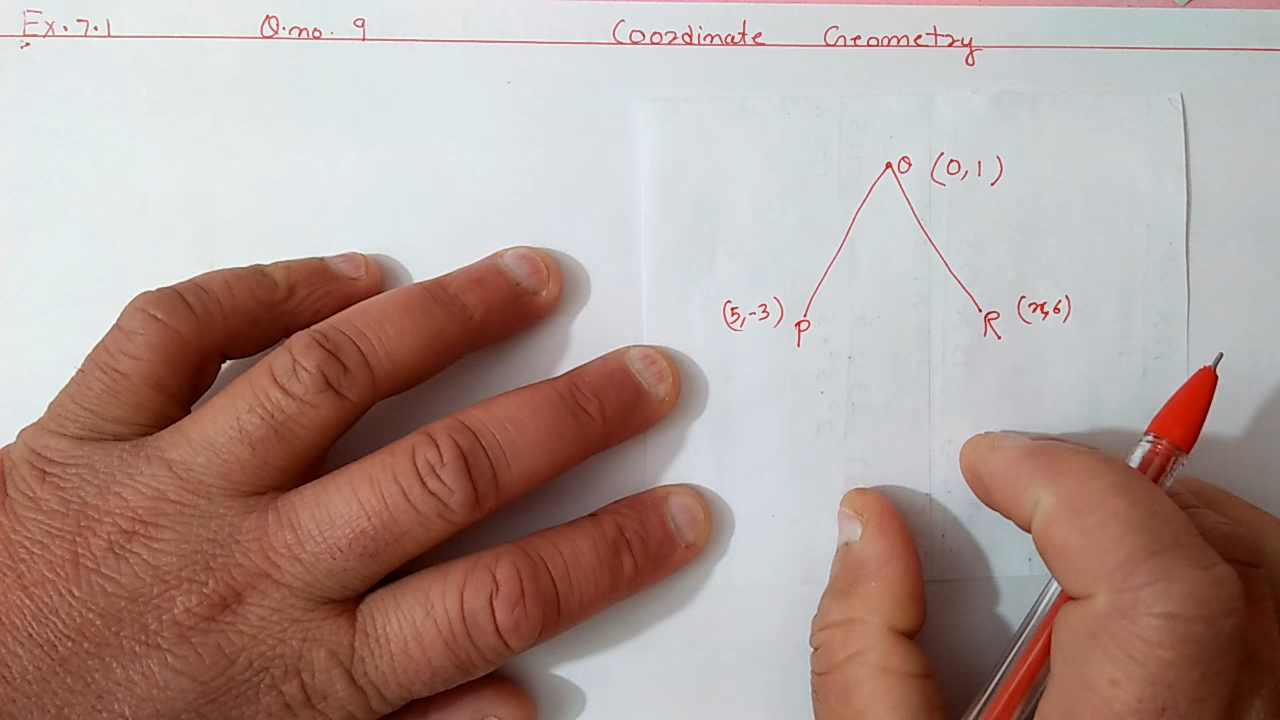 Ex. 7.1 Q.no. 9 Coordinate Geometry
Q (0,1)
(5,-3) P R (x,6)